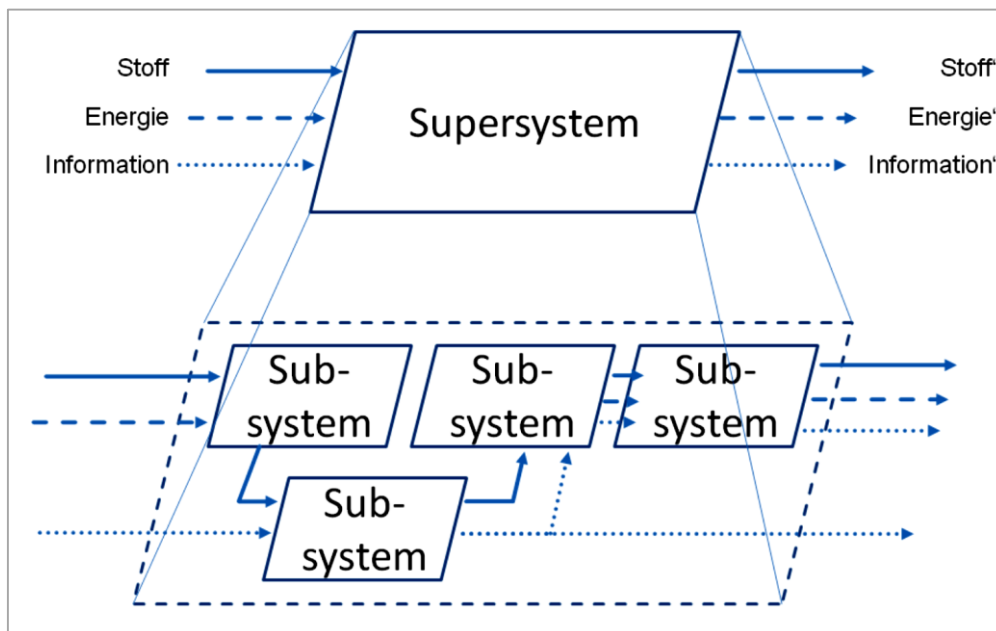 Stoff
Energie
Information
Supersystem
Stoff‘
Energie‘
Information‘
Sub-
system
Sub-
system
Sub-
system
Sub-
system